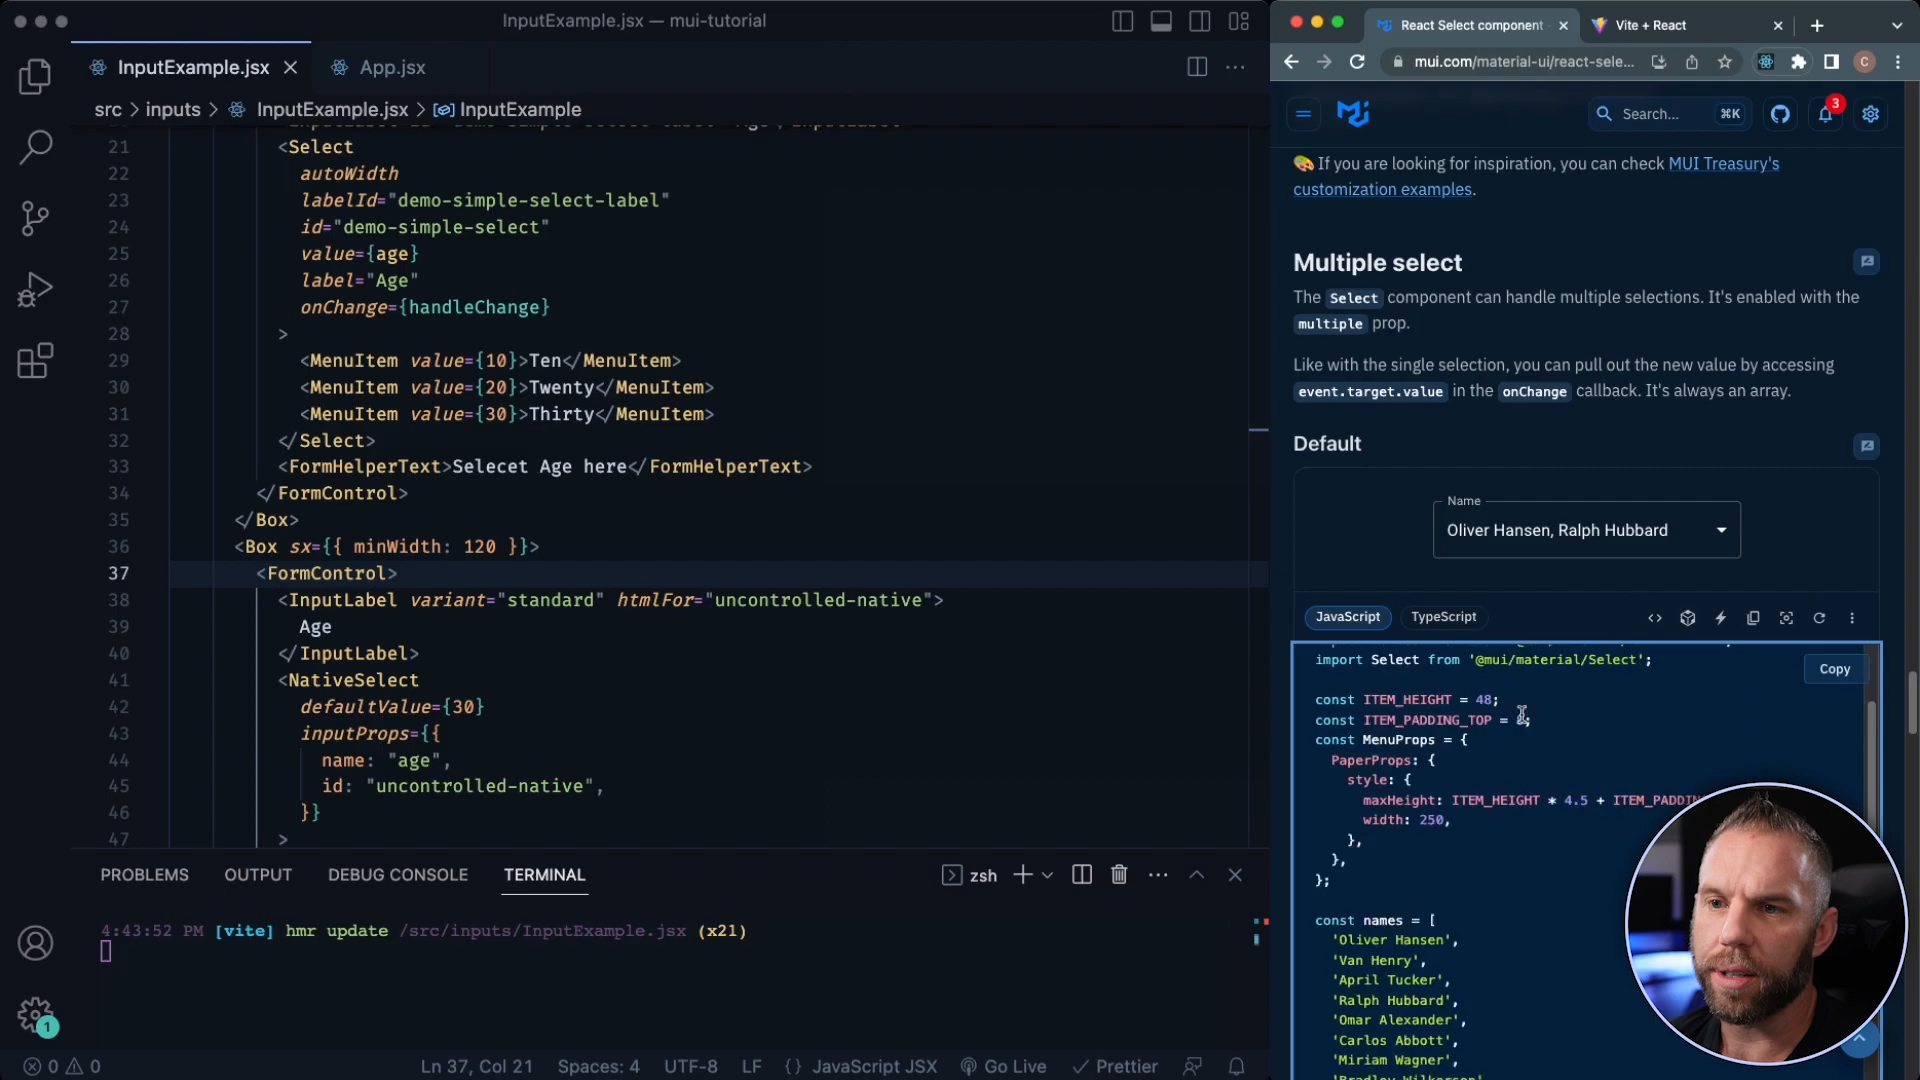 InputExample.jsx — mui-tutorial
InputExample.jsx
App.jsx
src > inputs > InputExample.jsx > InputExample
21 <Select
22 autoWidth
23 labelId="demo-simple-select-label"
24 id="demo-simple-select"
25 value={age}
26 label="Age"
27 onChange={handleChange}
28 >
29 <MenuItem value={10}>Ten</MenuItem>
30 <MenuItem value={20}>Twenty</MenuItem>
31 <MenuItem value={30}>Thirty</MenuItem>
32 </Select>
33 <FormHelperText>Selecet Age here</FormHelperText>
34 </FormControl>
35 </Box>
36 <Box sx={{ minWidth: 120 }}>
37 <FormControl>
38 <InputLabel variant="standard" htmlFor="uncontrolled-native">
39 Age
40 </InputLabel>
41 <NativeSelect
42 defaultValue={30}
43 inputProps={{
44 name: "age",
45 id: "uncontrolled-native",
46 }}
47 >
PROBLEMS OUTPUT DEBUG CONSOLE TERMINAL
zsh
4:43:52 PM [vite] hmr update /src/inputs/InputExample.jsx (x21)
1
0 0 Ln 37, Col 21 Spaces: 4 UTF-8 LF {} JavaScript JSX Go Live Prettier
React Select component
Vite + React
mui.com/material-ui/react-sele...
C
Search... ⌘K
3
🎨 If you are looking for inspiration, you can check MUI Treasury's
customization examples.
Multiple select
The Select component can handle multiple selections. It's enabled with the
multiple prop.
Like with the single selection, you can pull out the new value by accessing
event.target.value in the onChange callback. It's always an array.
Default
Name
Oliver Hansen, Ralph Hubbard
JavaScript TypeScript
import Select from '@mui/material/Select';
Copy
const ITEM_HEIGHT = 48;
const ITEM_PADDING_TOP = ;
const MenuProps = {
PaperProps: {
style: {
maxHeight: ITEM_HEIGHT * 4.5 +
width: 250,
},
},
};
const names = [
'Oliver Hansen',
'Van Henry',
'April Tucker',
'Ralph Hubbard',
'Omar Alexander',
'Carlos Abbott',
'Miriam Wagner',